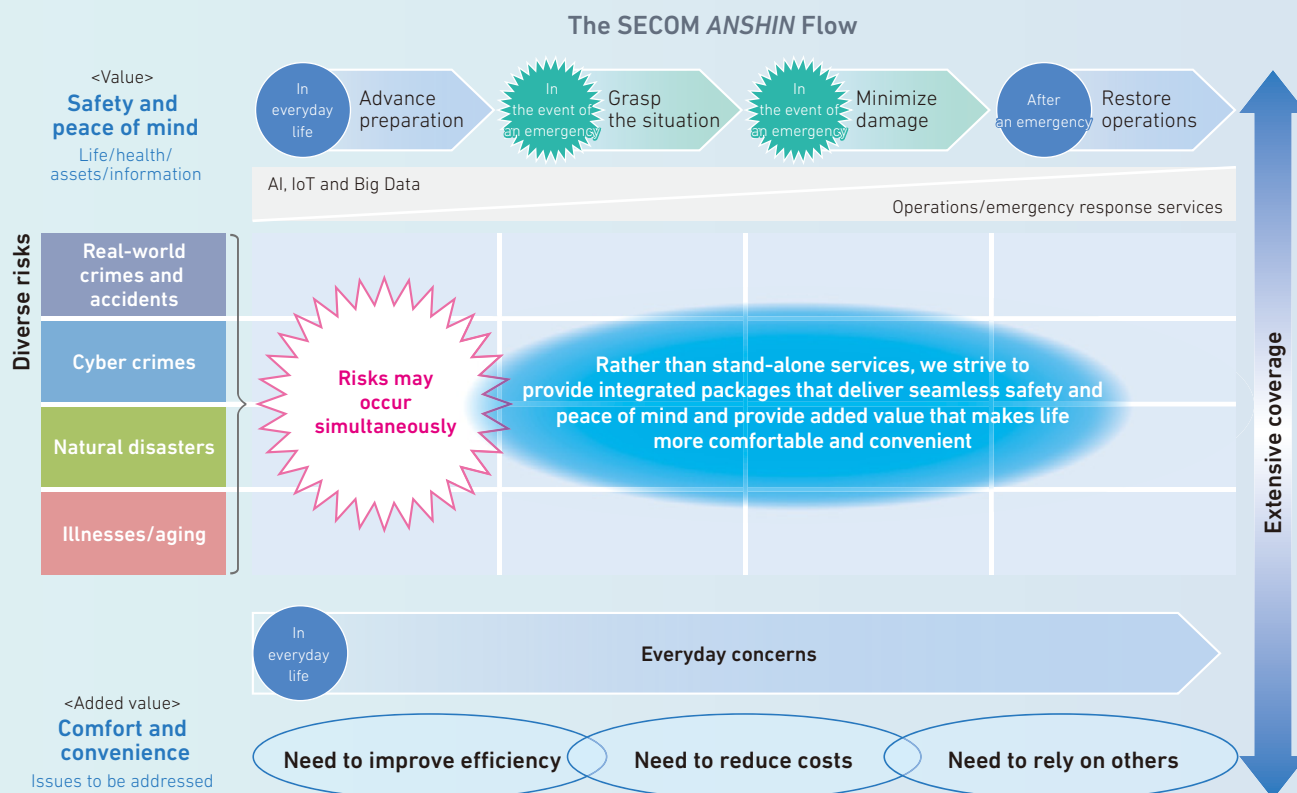 The SECOM ANSHIN Flow
<Value>
Safety and
peace of mind
Life/health/
assets/information
In
everyday
life
Advance
preparation
In
the event of
an emergency
Grasp
the situation
In
the event of
an emergency
Minimize
damage
After
an emergency
Restore
operations
AI, IoT and Big Data
Operations/emergency response services
Diverse risks
Real-world
crimes and
accidents
Cyber crimes
Natural disasters
Illnesses/aging
Risks may
occur
simultaneously
Rather than stand-alone services, we strive to
provide integrated packages that deliver seamless safety and
peace of mind and provide added value that makes life
more comfortable and convenient
Extensive coverage
In
everyday
life
Everyday concerns
<Added value>
Comfort and
convenience
Issues to be addressed
Need to improve efficiency
Need to reduce costs
Need to rely on others